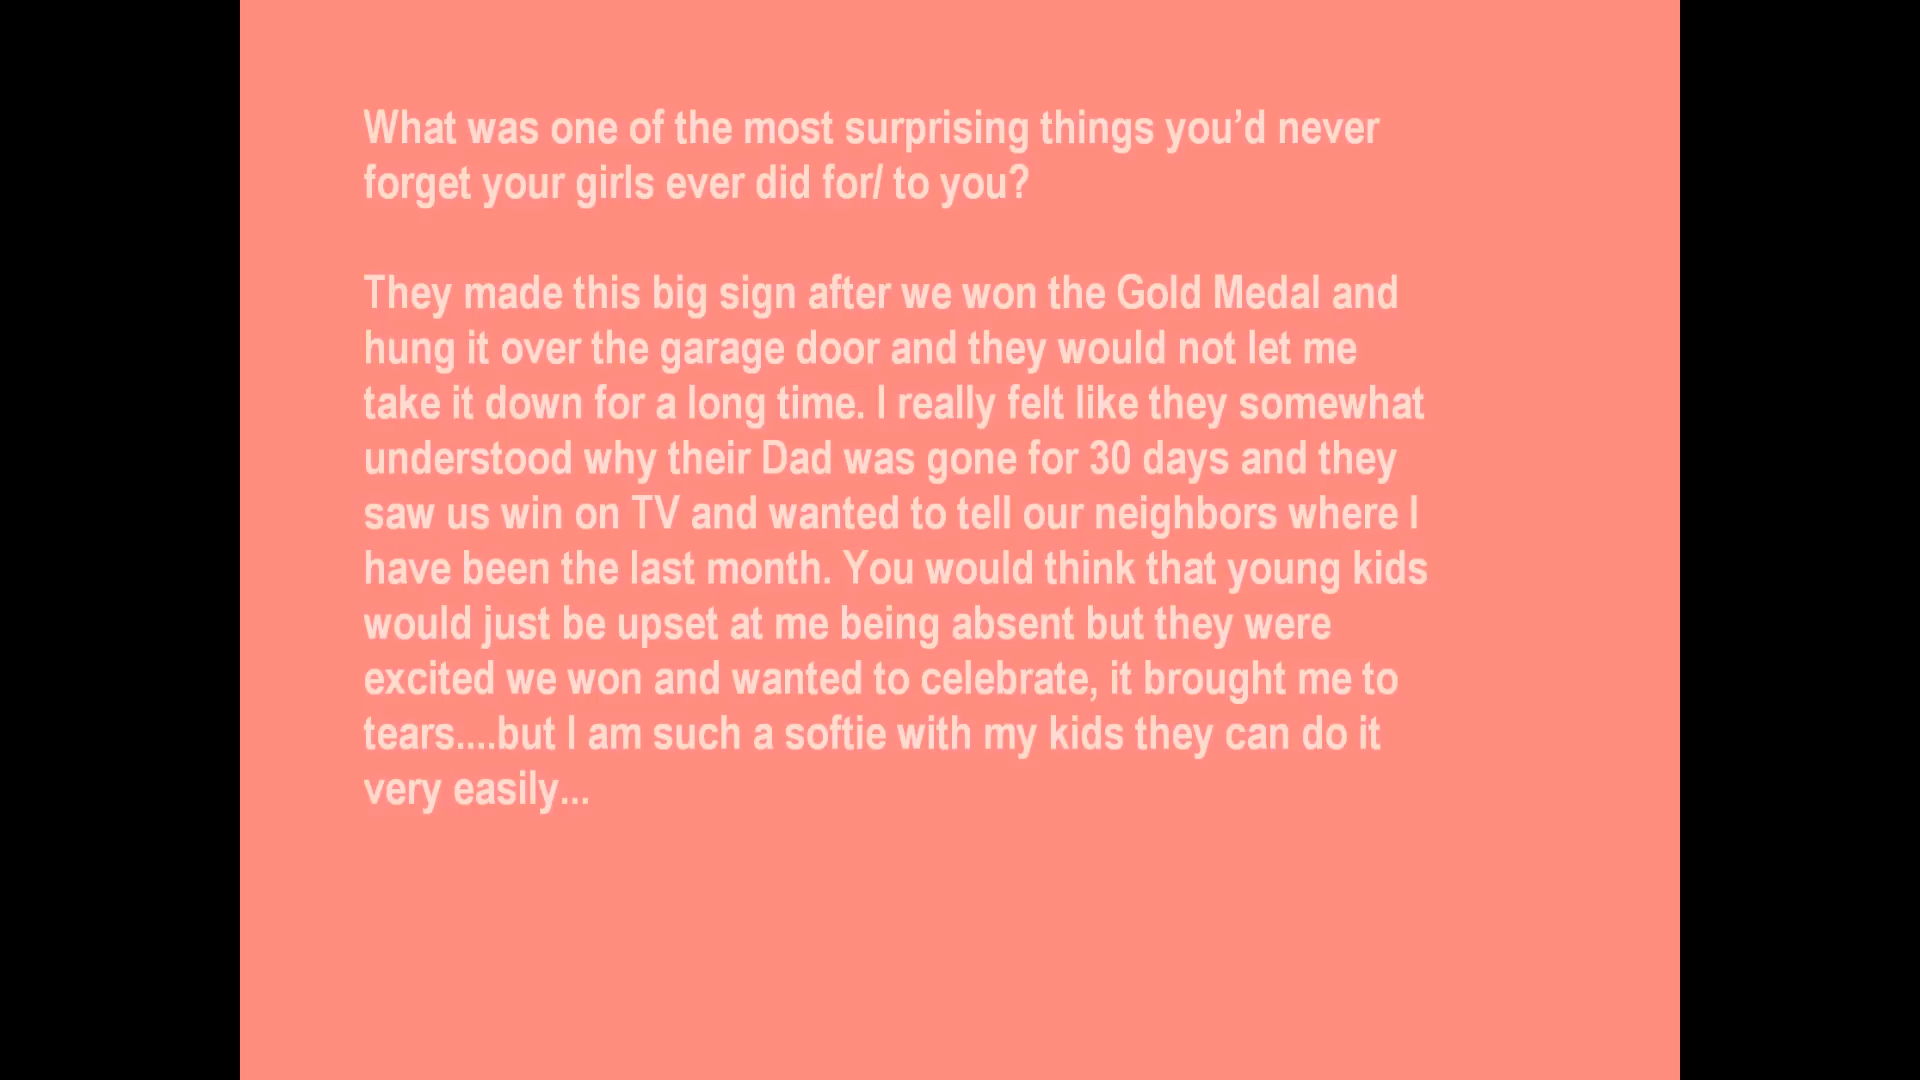 What was one of the most surprising things you’d never
forget your girls ever did for/ to you?
They made this big sign after we won the Gold Medal and
hung it over the garage door and they would not let me
take it down for a long time. I really felt like they somewhat
understood why their Dad was gone for 30 days and they
saw us win on TV and wanted to tell our neighbors where I
have been the last month. You would think that young kids
would just be upset at me being absent but they were
excited we won and wanted to celebrate, it brought me to
tears....but I am such a softie with my kids they can do it
very easily...